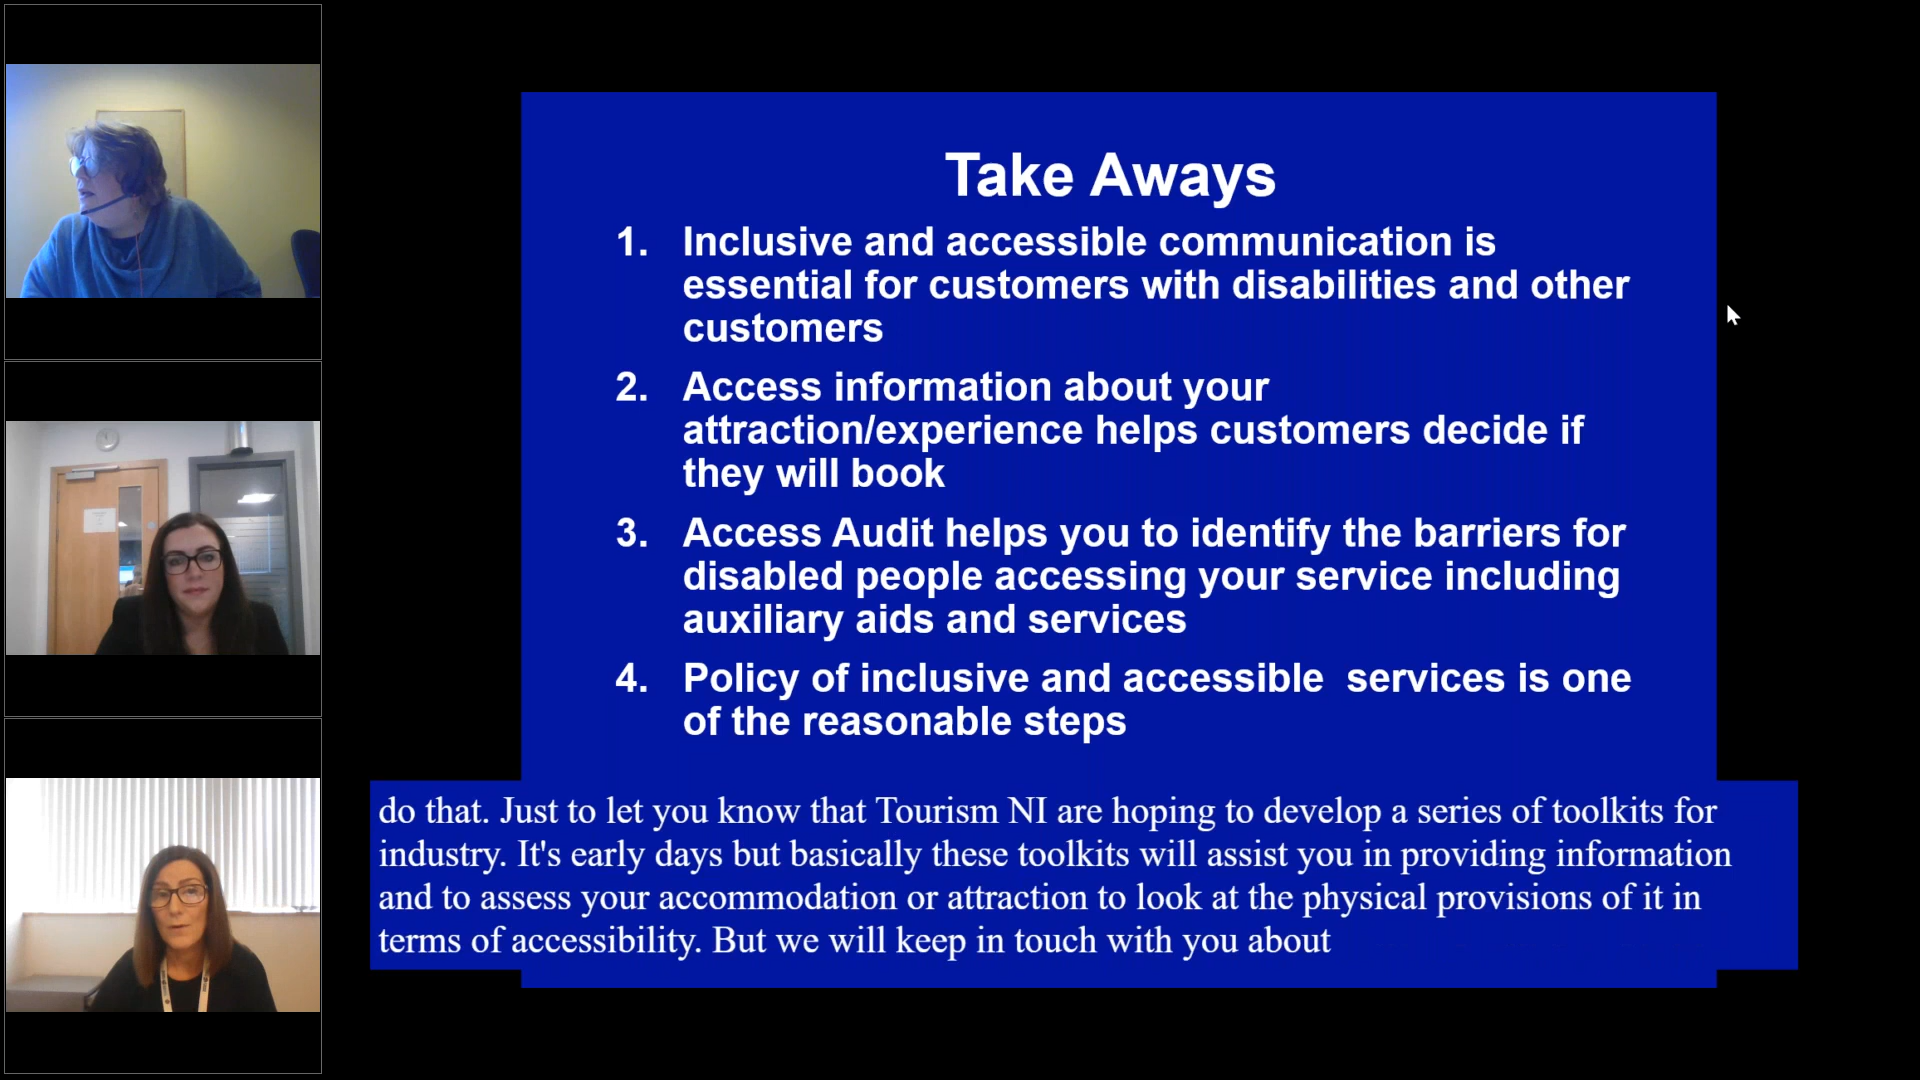 Take Aways
1. Inclusive and accessible communication is
essential for customers with disabilities and other
customers
2. Access information about your
attraction/experience helps customers decide if
they will book
3. Access Audit helps you to identify the barriers for
disabled people accessing your service including
auxiliary aids and services
4. Policy of inclusive and accessible  services is one
of the reasonable steps
do that. Just to let you know that Tourism NI are hoping to develop a series of toolkits for
industry. It's early days but basically these toolkits will assist you in providing information
and to assess your accommodation or attraction to look at the physical provisions of it in
terms of accessibility. But we will keep in touch with you about